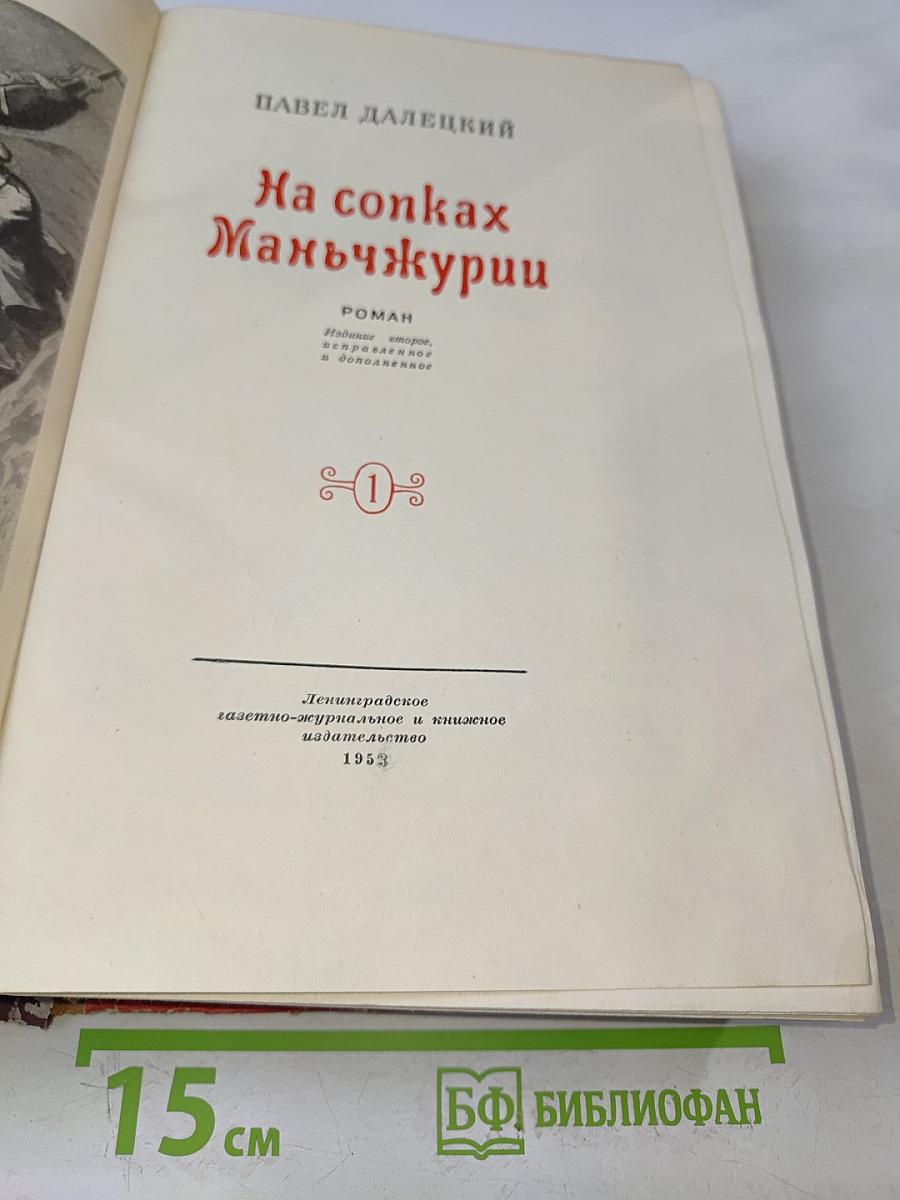 ПАВЕЛ ДАЛЕЦКИЙ
На сопках
Маньчжурии
РОМАН
Издание второе,
исправленное
и дополненное
1
Ленинградское
газетно-журнальное и книжное
издательство
1953
15 см
БФ БИБЛИОФАН